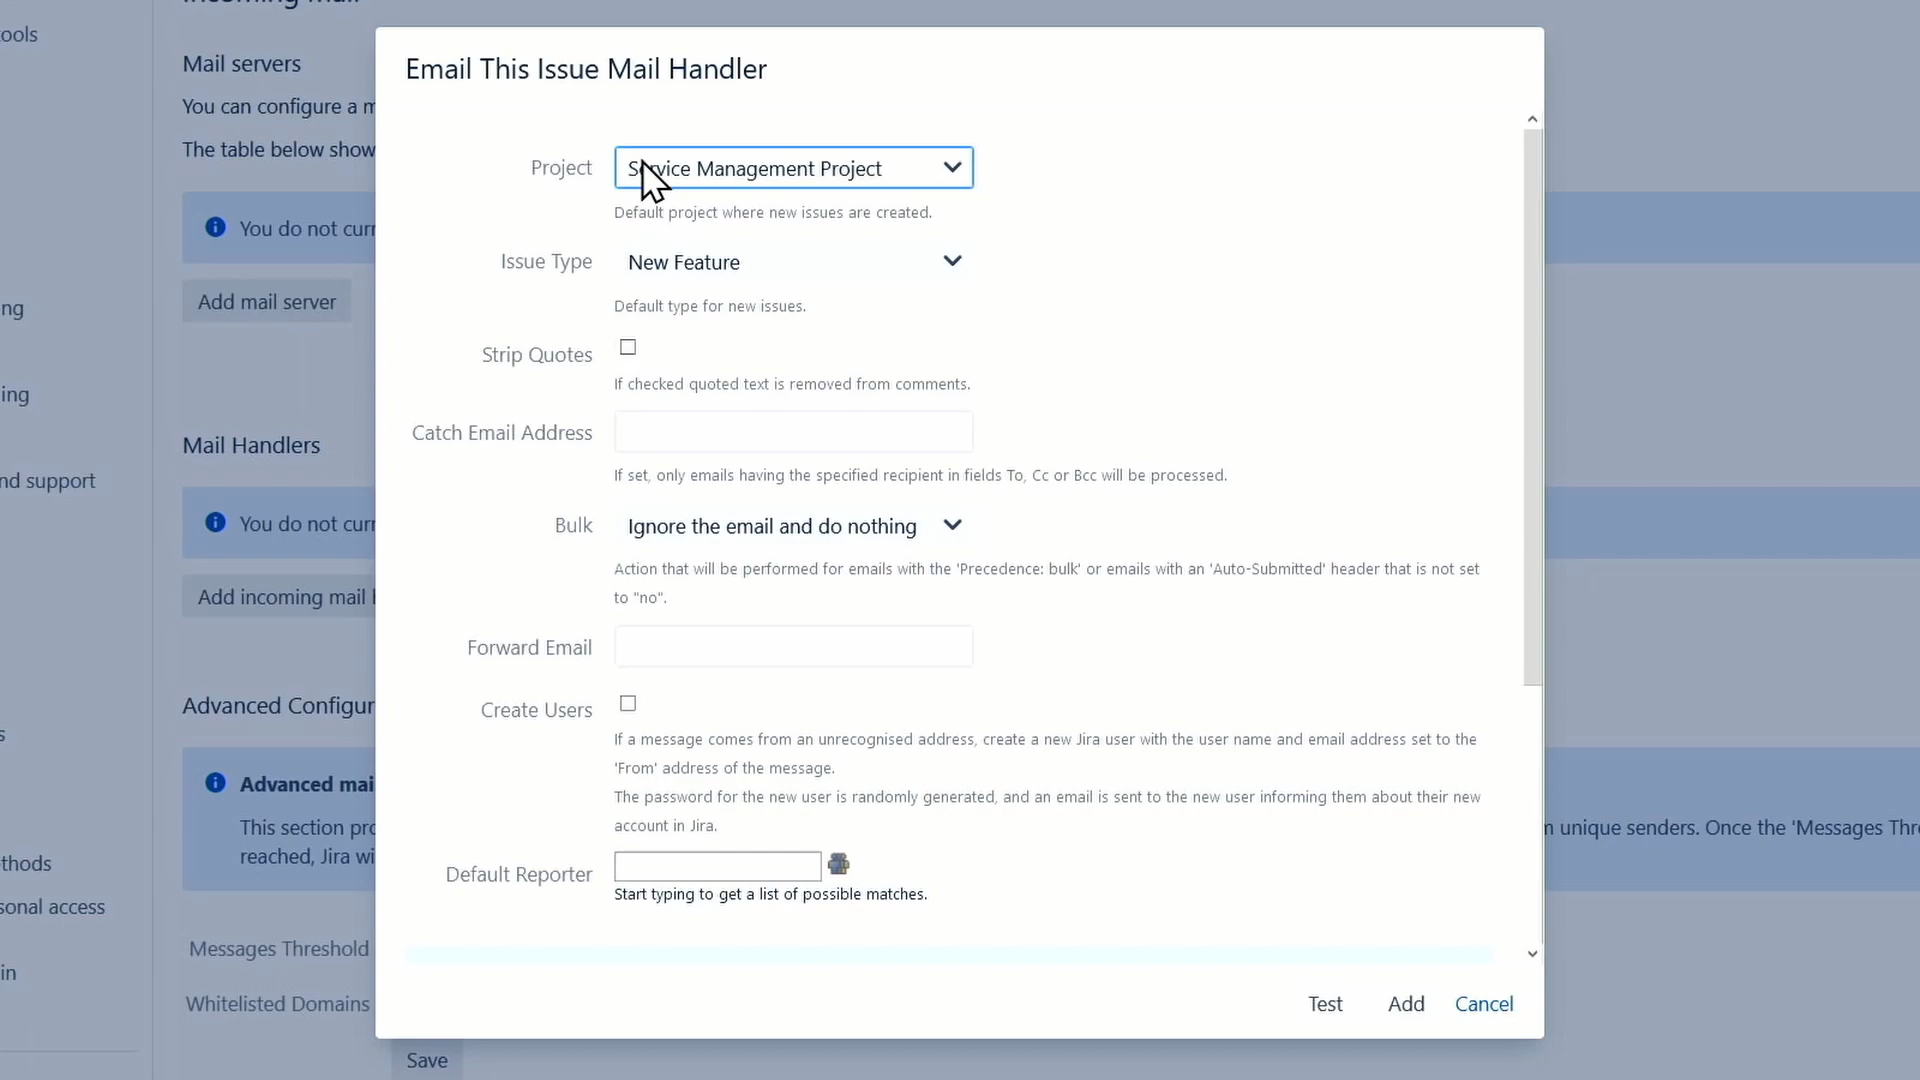 ools
ng
ing
nd support
s
thods
sonal access
in
Mail servers
You can configure a m
The table below show
You do not curr
Add mail server
Mail Handlers
You do not curr
Add incoming mail
Advanced Configur
Advanced mai
This section pro
reached, Jira wi
n unique senders. Once the 'Messages Thre
Messages Threshold
Whitelisted Domains
Save
Email This Issue Mail Handler
Project
Service Management Project
Default project where new issues are created.
Issue Type
New Feature
Default type for new issues.
Strip Quotes
If checked quoted text is removed from comments.
Catch Email Address
If set, only emails having the specified recipient in fields To, Cc or Bcc will be processed.
Bulk
Ignore the email and do nothing
Action that will be performed for emails with the 'Precedence: bulk' or emails with an 'Auto-Submitted' header that is not set
to "no".
Forward Email
Create Users
If a message comes from an unrecognised address, create a new Jira user with the user name and email address set to the
'From' address of the message.
The password for the new user is randomly generated, and an email is sent to the new user informing them about their new
account in Jira.
Default Reporter
Start typing to get a list of possible matches.
Test
Add
Cancel